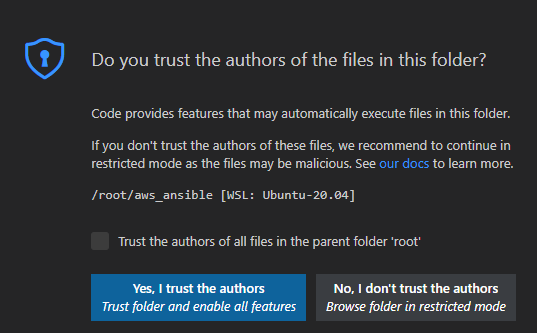 Do you trust the authors of the files in this folder?
Code provides features that may automatically execute files in this folder.
If you don't trust the authors of these files, we recommend to continue in
restricted mode as the files may be malicious. See our docs to learn more.
/root/aws_ansible [WSL: Ubuntu-20.04]
Trust the authors of all files in the parent folder 'root'
Yes, I trust the authors
Trust folder and enable all features
No, I don't trust the authors
Browse folder in restricted mode